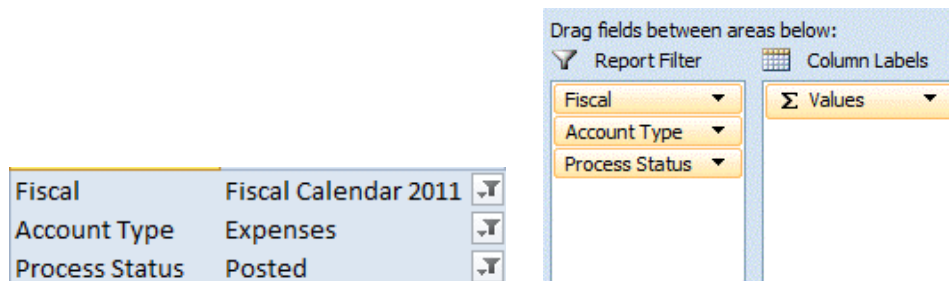 Fiscal Fiscal Calendar 2011
Account Type Expenses
Process Status Posted
Drag fields between areas below:
Report Filter Column Labels
Fiscal Σ Values
Account Type
Process Status